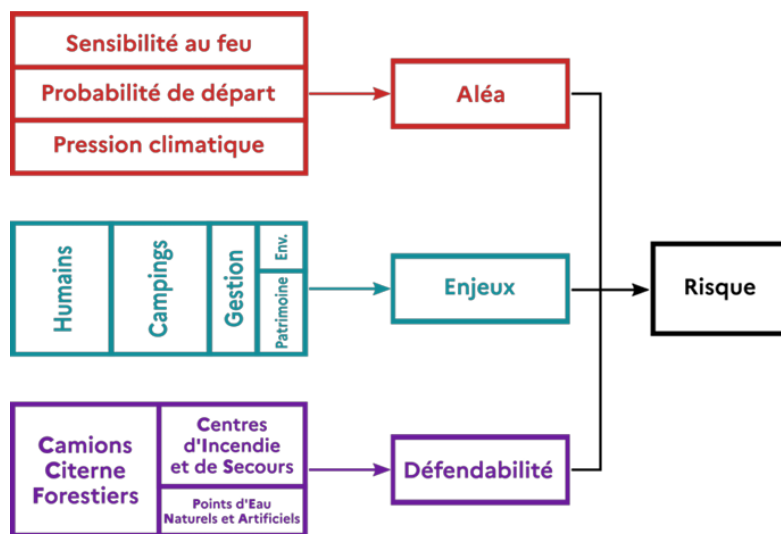 Sensibilité au feu
Probabilité de départ
Pression climatique
Aléa
Humains
Campings
Gestion
Env.
Patrimoine
Enjeux
Risque
Camions
Citerne
Forestiers
Centres
d'Incendie
et de Secours
Points d'Eau
Naturels et Artificiels
Défendabilité